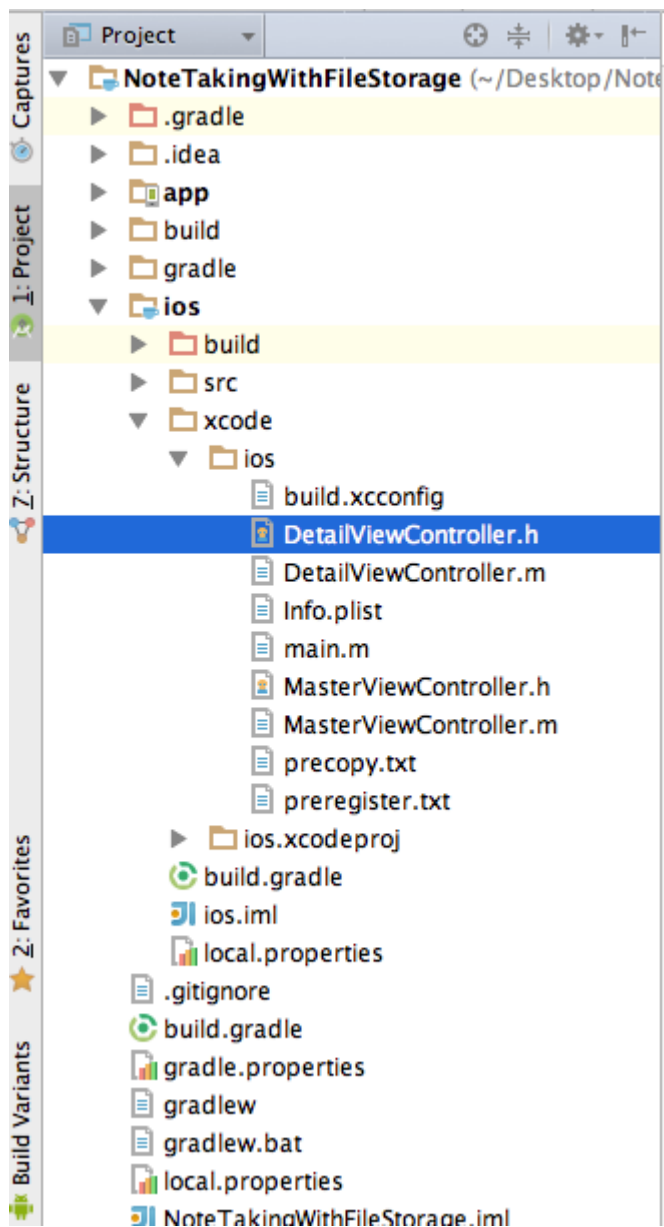 Project
NoteTakingWithFileStorage (~/Desktop/Note
.gradle
.idea
app
build
gradle
ios
build
src
xcode
ios
build.xcconfig
DetailViewController.h
DetailViewController.m
Info.plist
main.m
MasterViewController.h
MasterViewController.m
precopy.txt
preregister.txt
ios.xcodeproj
build.gradle
ios.iml
local.properties
.gitignore
build.gradle
gradle.properties
gradlew
gradlew.bat
local.properties
NoteTakingWithFileStorage.iml
Captures
1: Project
7: Structure
2: Favorites
Build Variants